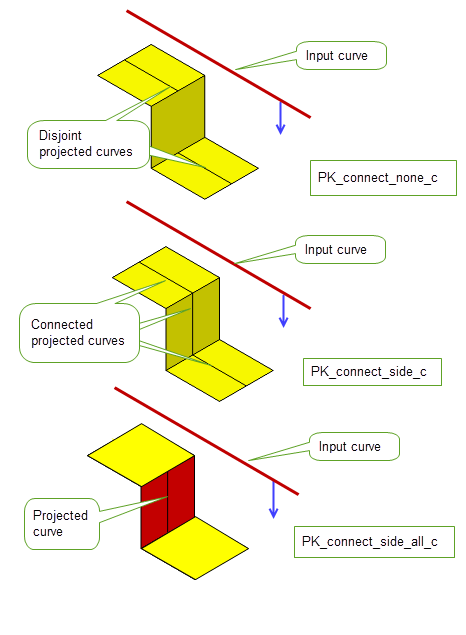 Input curve
Disjoint
projected curves
PK_connect_none_c
Input curve
Connected
projected curves
PK_connect_side_c
Input curve
Projected
curve
PK_connect_side_all_c